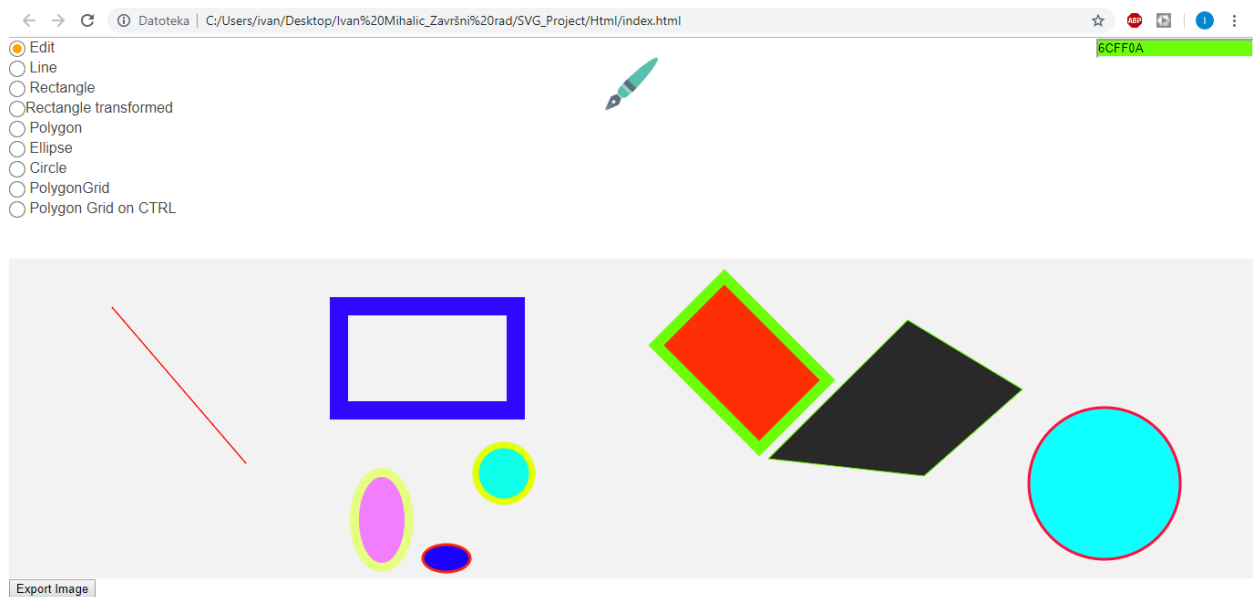 Datoteka | C:/Users/ivan/Desktop/Ivan%20Mihalic_Završni%20rad/SVG_Project/Html/index.html
ABP
I
Edit
6CFF0A
Line
Rectangle
Rectangle transformed
Polygon
Ellipse
Circle
PolygonGrid
Polygon Grid on CTRL
Export Image